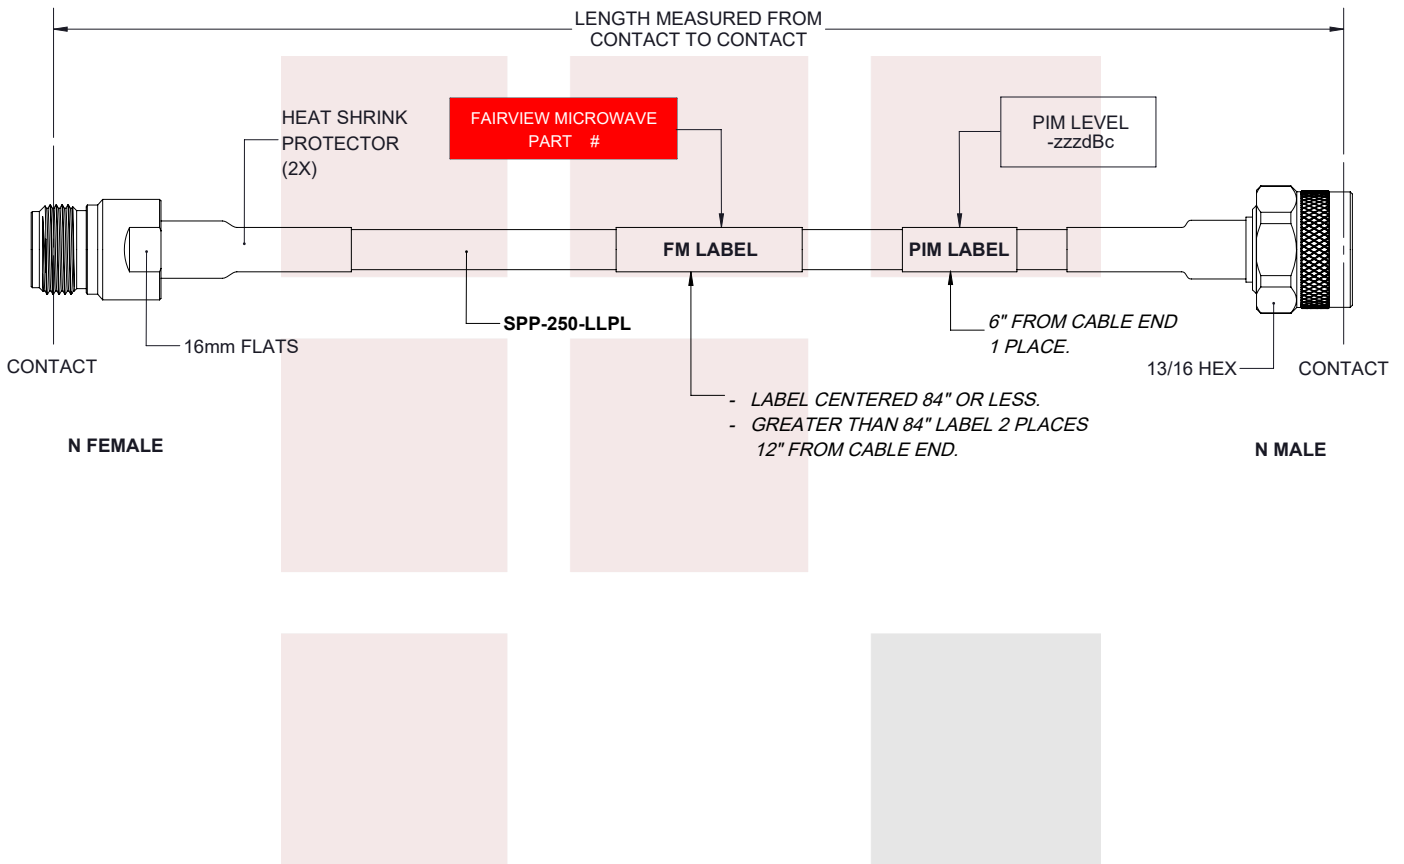 LENGTH MEASURED FROM
CONTACT TO CONTACT
HEAT SHRINK
PROTECTOR
(2X)
FAIRVIEW MICROWAVE
PART #
PIM LEVEL
-zzzdBc
FM LABEL
PIM LABEL
SPP-250-LLPL
16mm FLATS
CONTACT
6" FROM CABLE END
1 PLACE.
13/16 HEX
CONTACT
- LABEL CENTERED 84" OR LESS.
- GREATER THAN 84" LABEL 2 PLACES
12" FROM CABLE END.
N FEMALE
N MALE